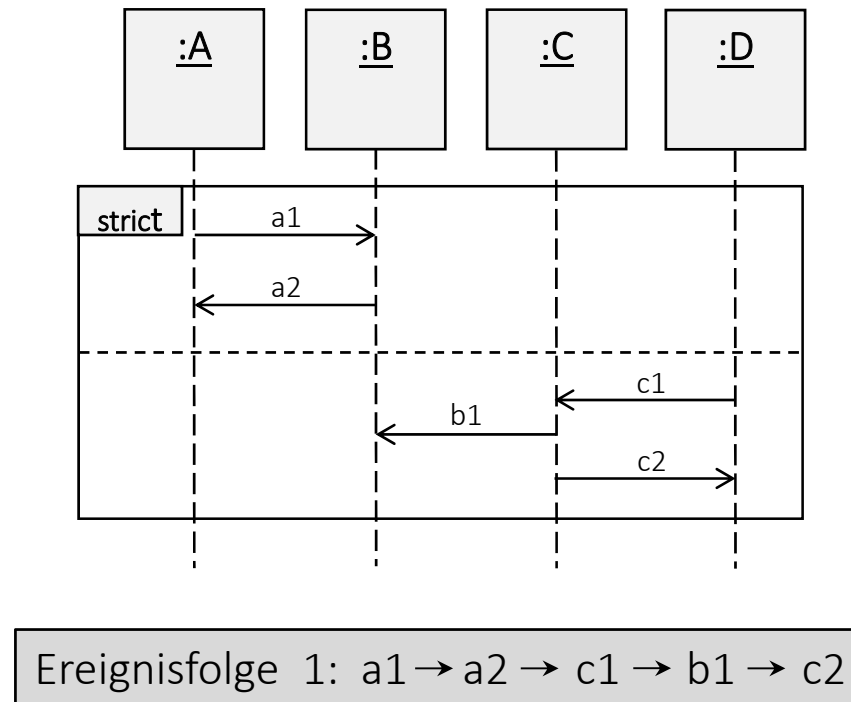 :A :B :C :D
strict
a1
a2
c1
b1
c2
Ereignisfolge 1: a1 → a2 → c1 → b1 → c2